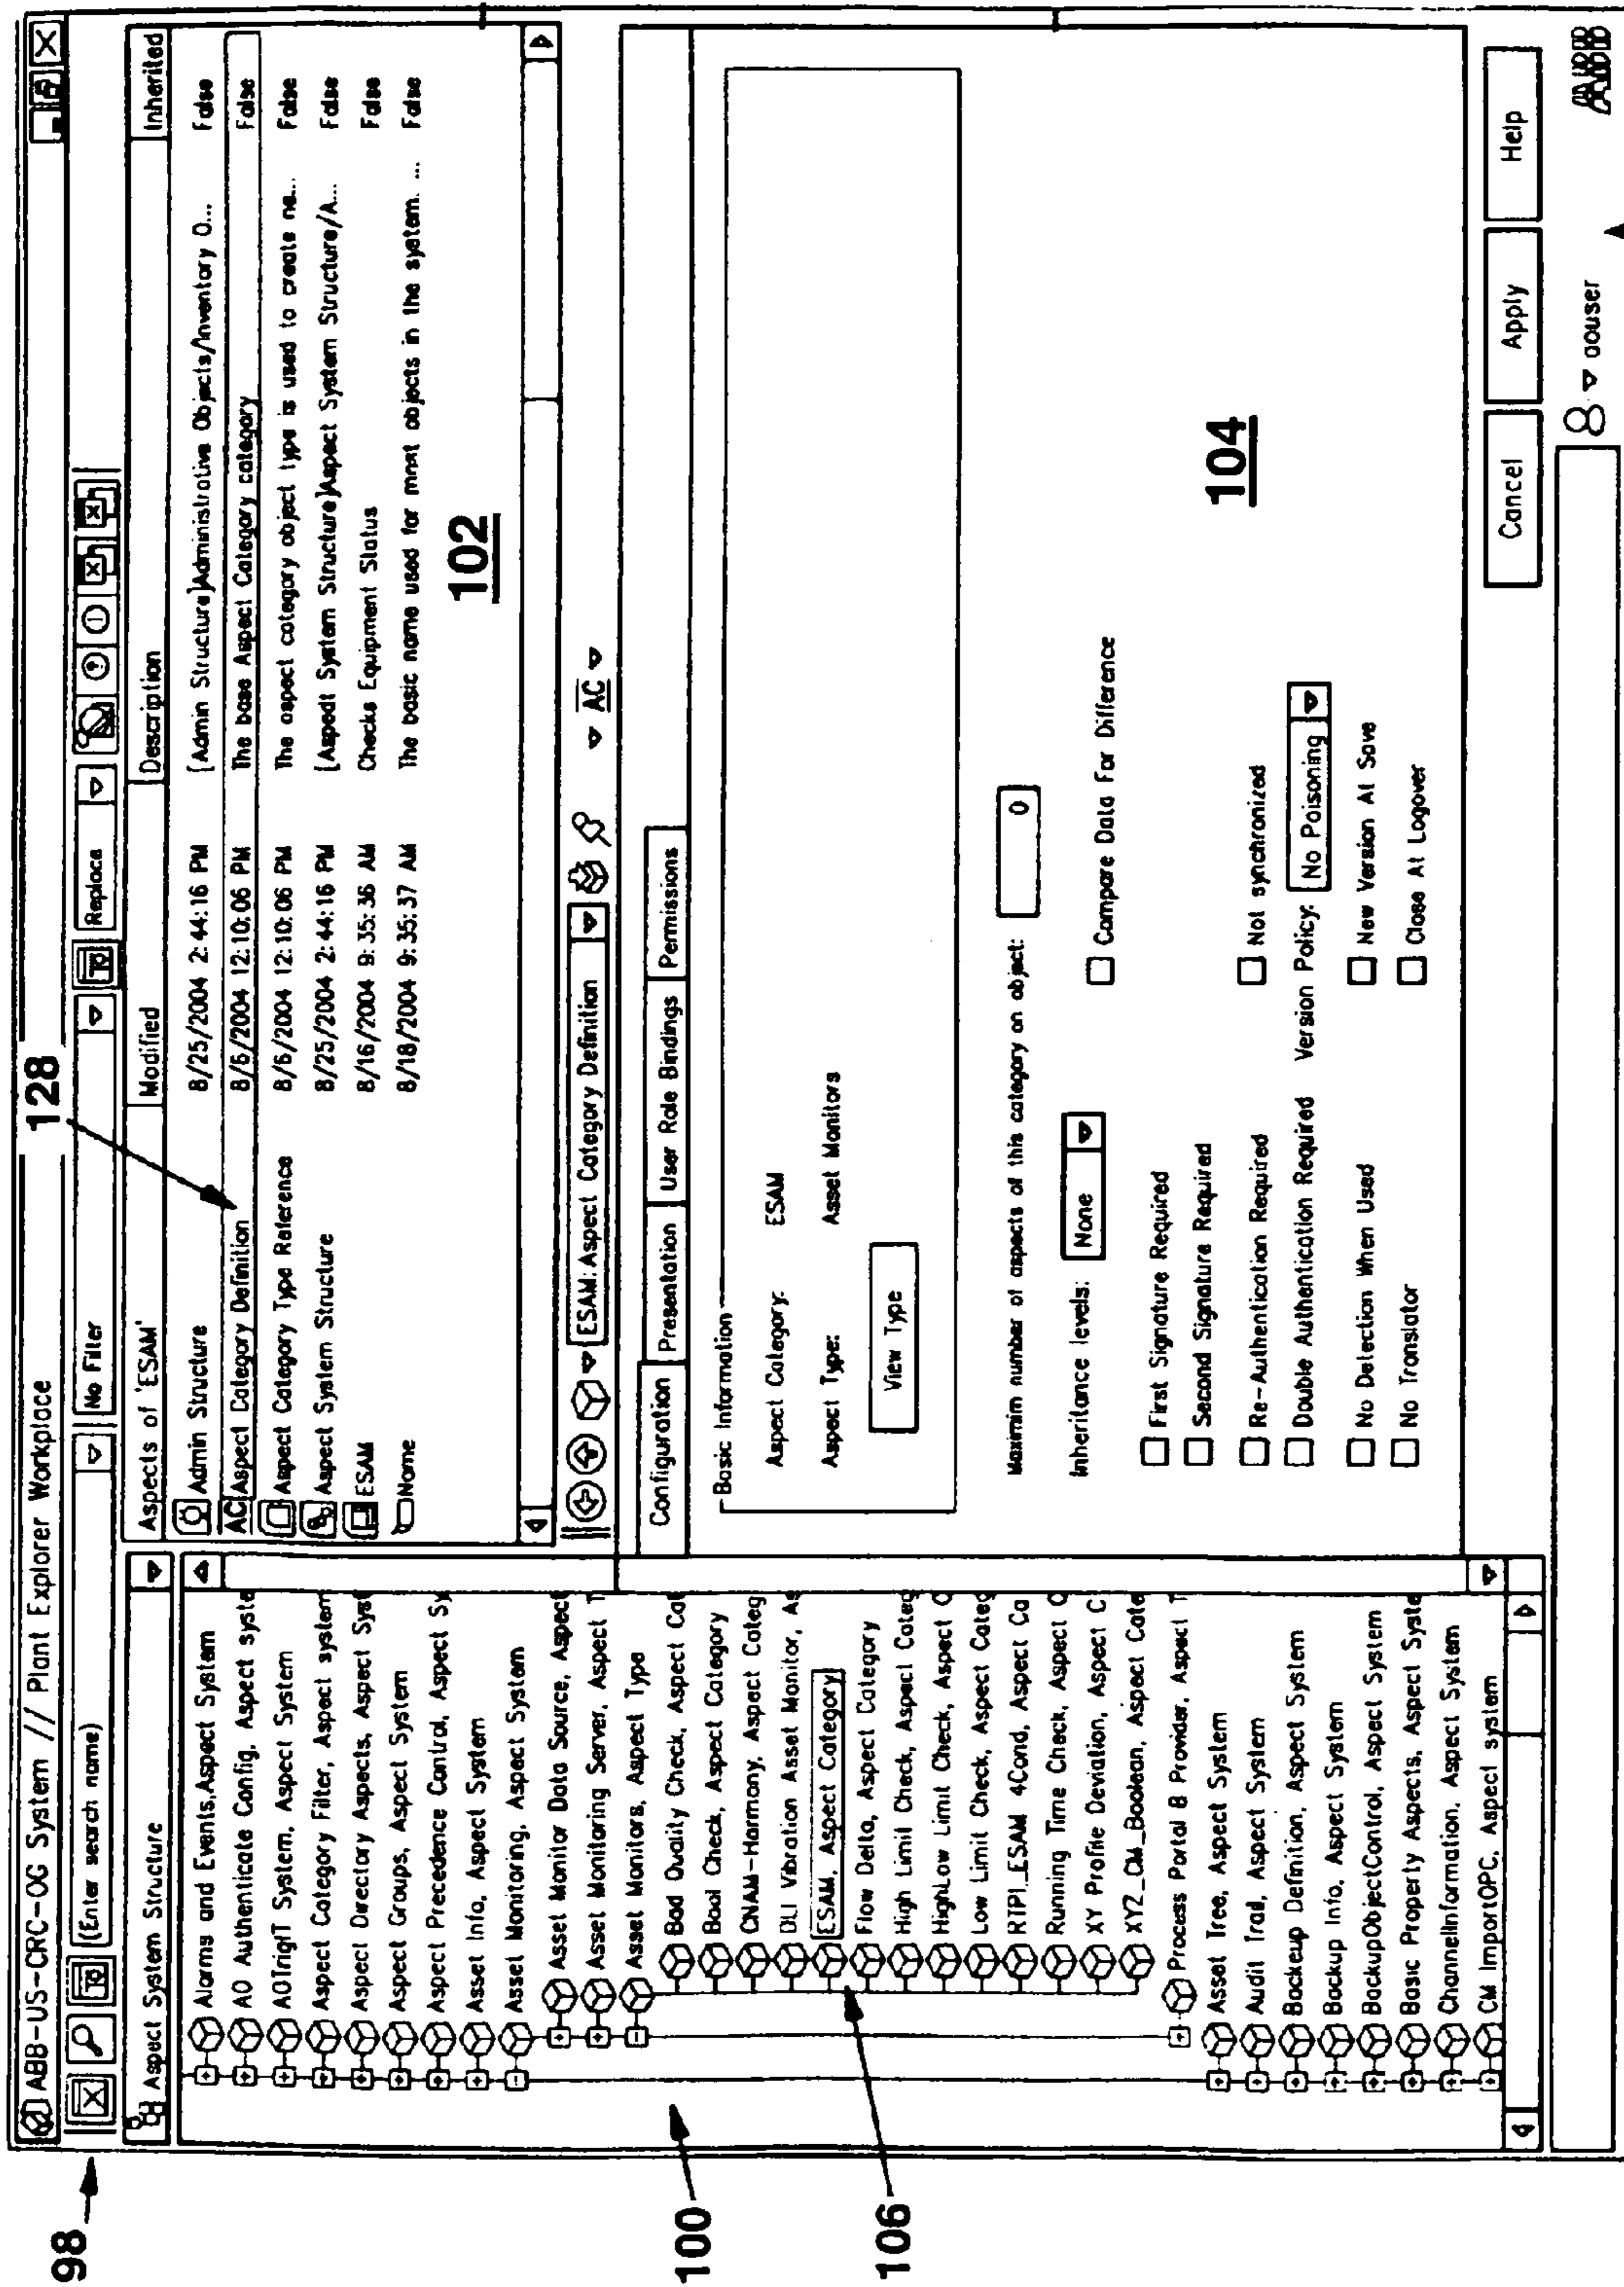 98
128
ABB-US-CRC-OG System // Plant Explorer Workplace
(Enter search name)
No Filter
Replace
Aspect System Structure
Alarms and Events,Aspect System
AO Authenticate Config, Aspect syste
AOTrigIT System, Aspect System
Aspect Category Filter, Aspect system
Aspect Directory Aspects, Aspect Syst
Aspect Groups, Aspect System
Aspect Precedence Control, Aspect Sy
Asset Info, Aspect System
Asset Monitoring, Aspect System
Asset Monitor Data Source, Aspect
Asset Monitoring Server, Aspect T
Asset Monitors, Aspect Type
Bad Quality Check, Aspect Cat
Bool Check, Aspect Category
CNAM-Harmony, Aspect Categ
DLI Vibration Asset Monitor, As
ESAM, Aspect Category
Flow Delta, Aspect Category
High Limit Check, Aspect Categ
HighLow Limit Check, Aspect C
Low Limit Check, Aspect Categ
RTPI_ESAM 4Cond, Aspect Ca
Running Time Check, Aspect C
XY Profile Deviation, Aspect C
XYZ_CM_Boolean, Aspect Cate
Process Portal B Provider, Aspect T
Asset Tree, Aspect System
Audit Trail, Aspect System
Backeup Definition, Aspect System
Backup Info, Aspect System
BackupObjectControl, Aspect System
Basic Property Aspects, Aspect Syste
ChannelInformation, Aspect System
CM ImportOPC, Aspect system
100
106
Aspects of 'ESAM' Modified Description Inherited
Admin Structure 8/25/2004 2:44:16 PM [Admin Structure]Administrative Objects/Inventory O... False
AC Aspect Category Definition 8/6/2004 12:10:06 PM The base Aspect Category category False
Aspect Category Type Reference 8/6/2004 12:10:06 PM The aspect category object type is used to create ne... False
Aspect System Structure 8/25/2004 2:44:16 PM [Aspedt System Structure]Aspect System Structure/A... False
ESAM 8/16/2004 9:35:36 AM Checks Equipment Status False
Name 8/18/2004 9:35:37 AM The basic name used for most objects in the system. ... False
102
ESAM:Aspect Category Definition
AC
Configuration Presentation User Role Bindings Permissions
Basic Information
Aspect Category: ESAM
Aspect Type: Asset Monitors
View Type
Maximim number of aspects of this category on object: 0
Inheritance levels: None
Compare Data For Difference
First Signature Required
Second Signature Required
Re-Authentication Required
Not synchronized
Double Authentication Required
Version Policy: No Poisoning
No Detection When Used
New Version At Save
No Translator
Close At Logover
104
Cancel Apply Help
aouser
ABB